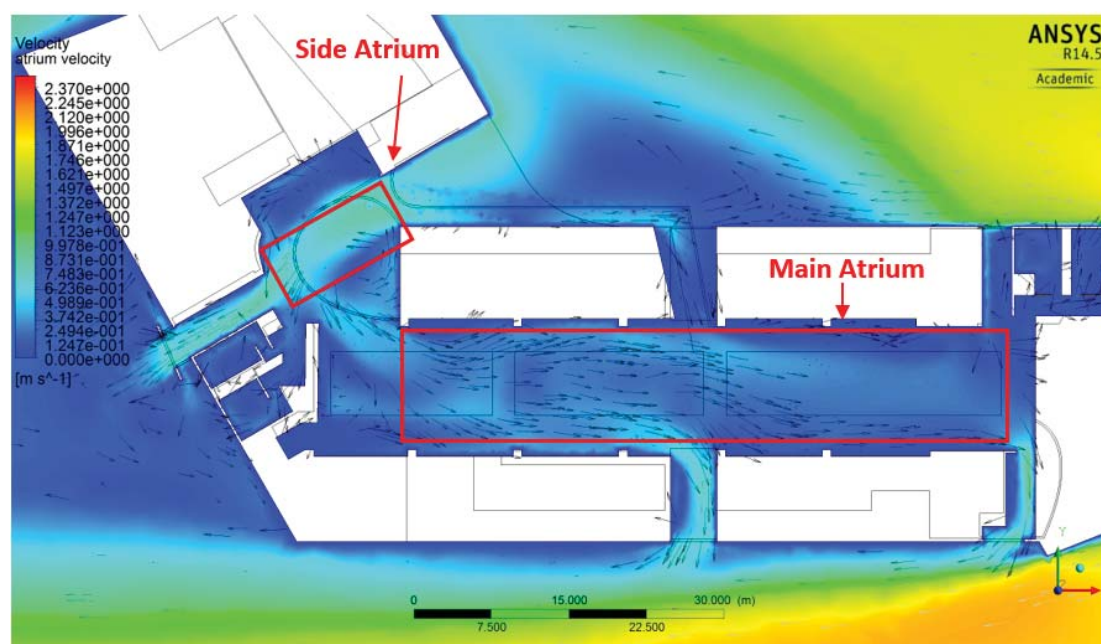 Velocity
atrium velocity
2.370e+000
2.245e+000
2.120e+000
1.996e+000
1.871e+000
1.746e+000
1.621e+000
1.497e+000
1.372e+000
1.247e+000
1.123e+000
9.978e-001
8.731e-001
7.483e-001
6.236e-001
4.989e-001
3.742e-001
2.494e-001
1.247e-001
0.000e+000
[m s^-1]
Side Atrium
ANSYS
R14.5
Academic
Main Atrium
Y
0 15.000 30.000 (m)
7.500 22.500